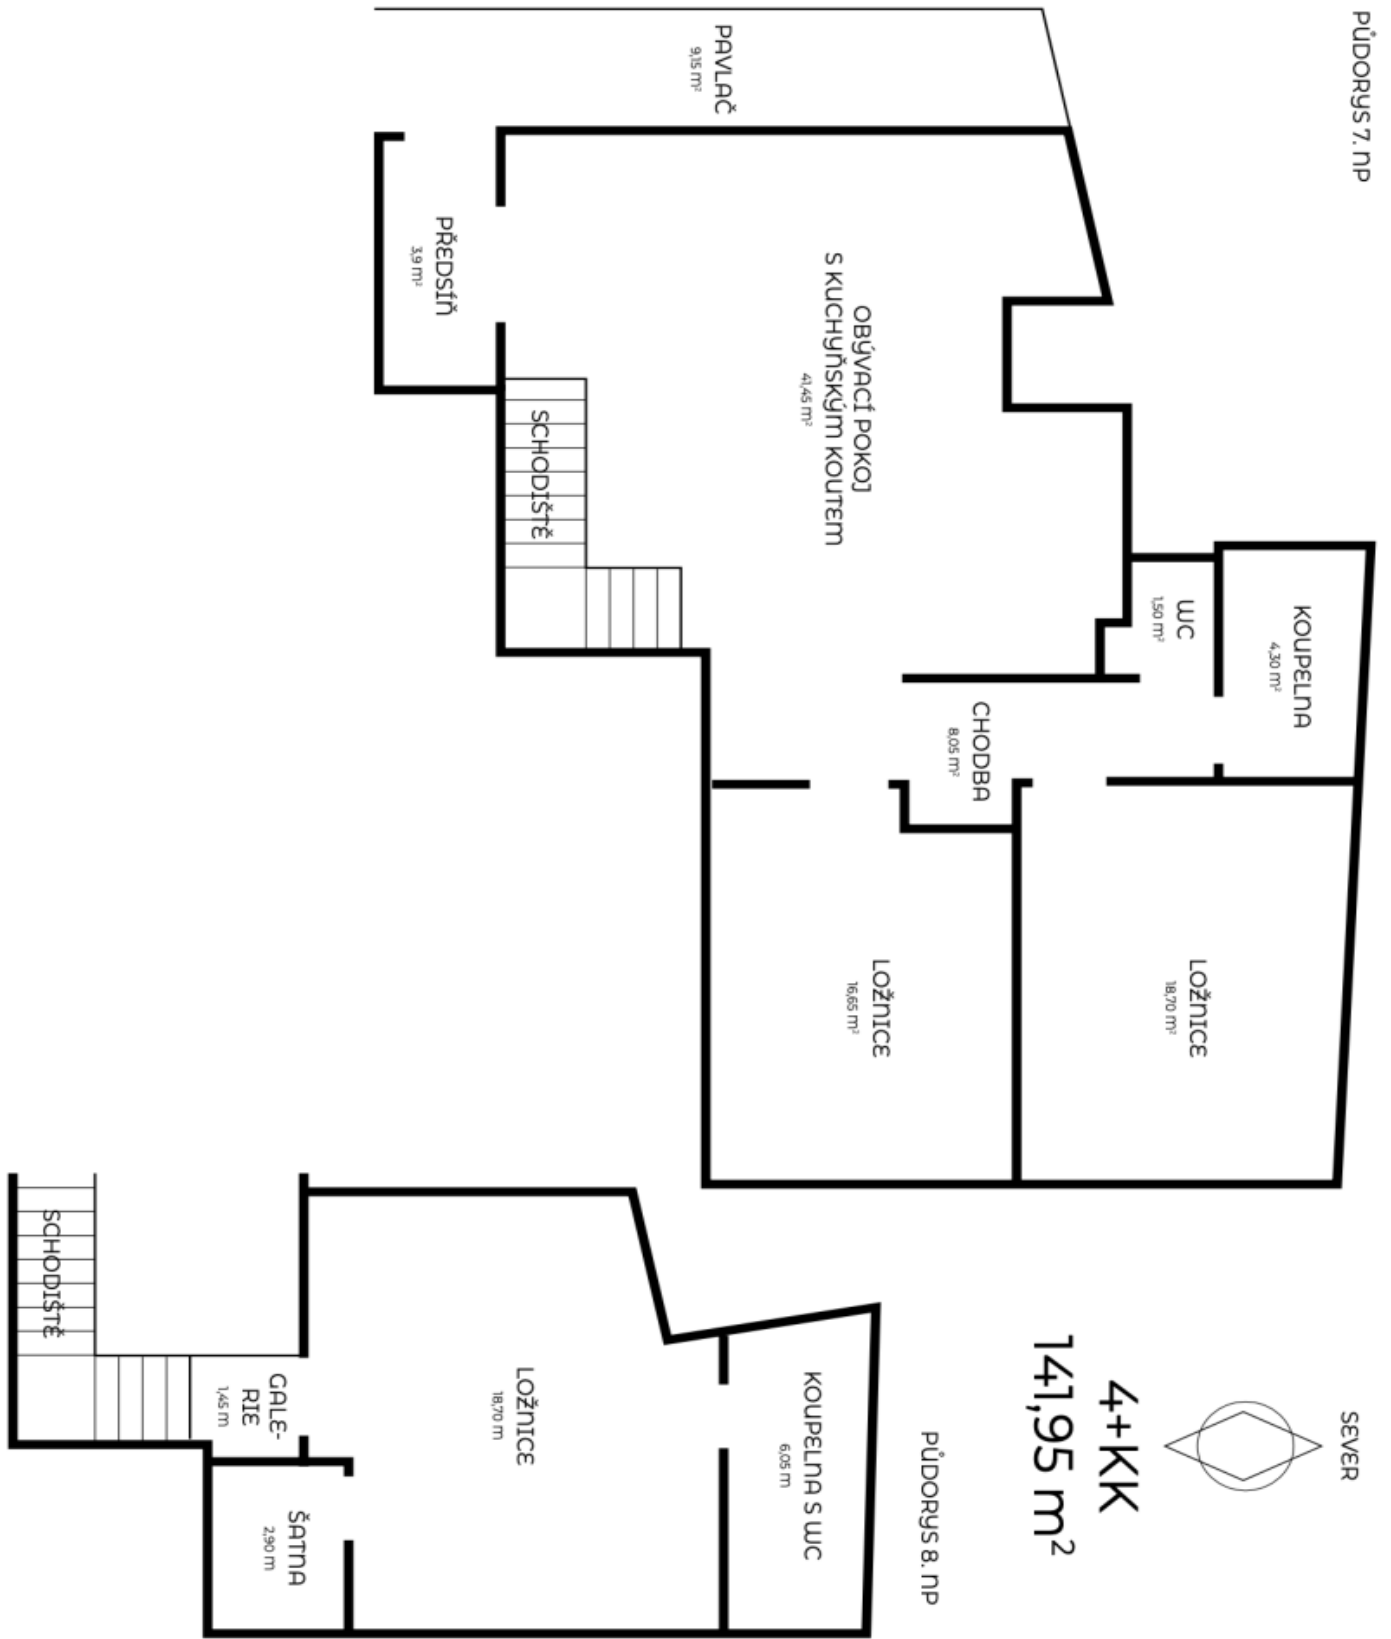 PŮDORYS 7. NP
PAVLAČ
9,15 m²
PŘEDSÍŇ
3,9 m²
OBÝVACÍ POKOJ
S KUCHYŇSKÝM KOUTEM
41,45 m²
SCHODIŠTĚ
KOUPELNA
4,30 m²
WC
1,50 m²
CHODBA
8,05 m²
LOŽNICE
18,70 m²
LOŽNICE
16,65 m²
SEVER
4+KK
141,95 m²
PŮDORYS 8. NP
KOUPELNA S WC
6,05 m
LOŽNICE
18,70 m
GALE-
RIE
1,45 m
SCHODIŠTĚ
ŠATNA
2,90 m